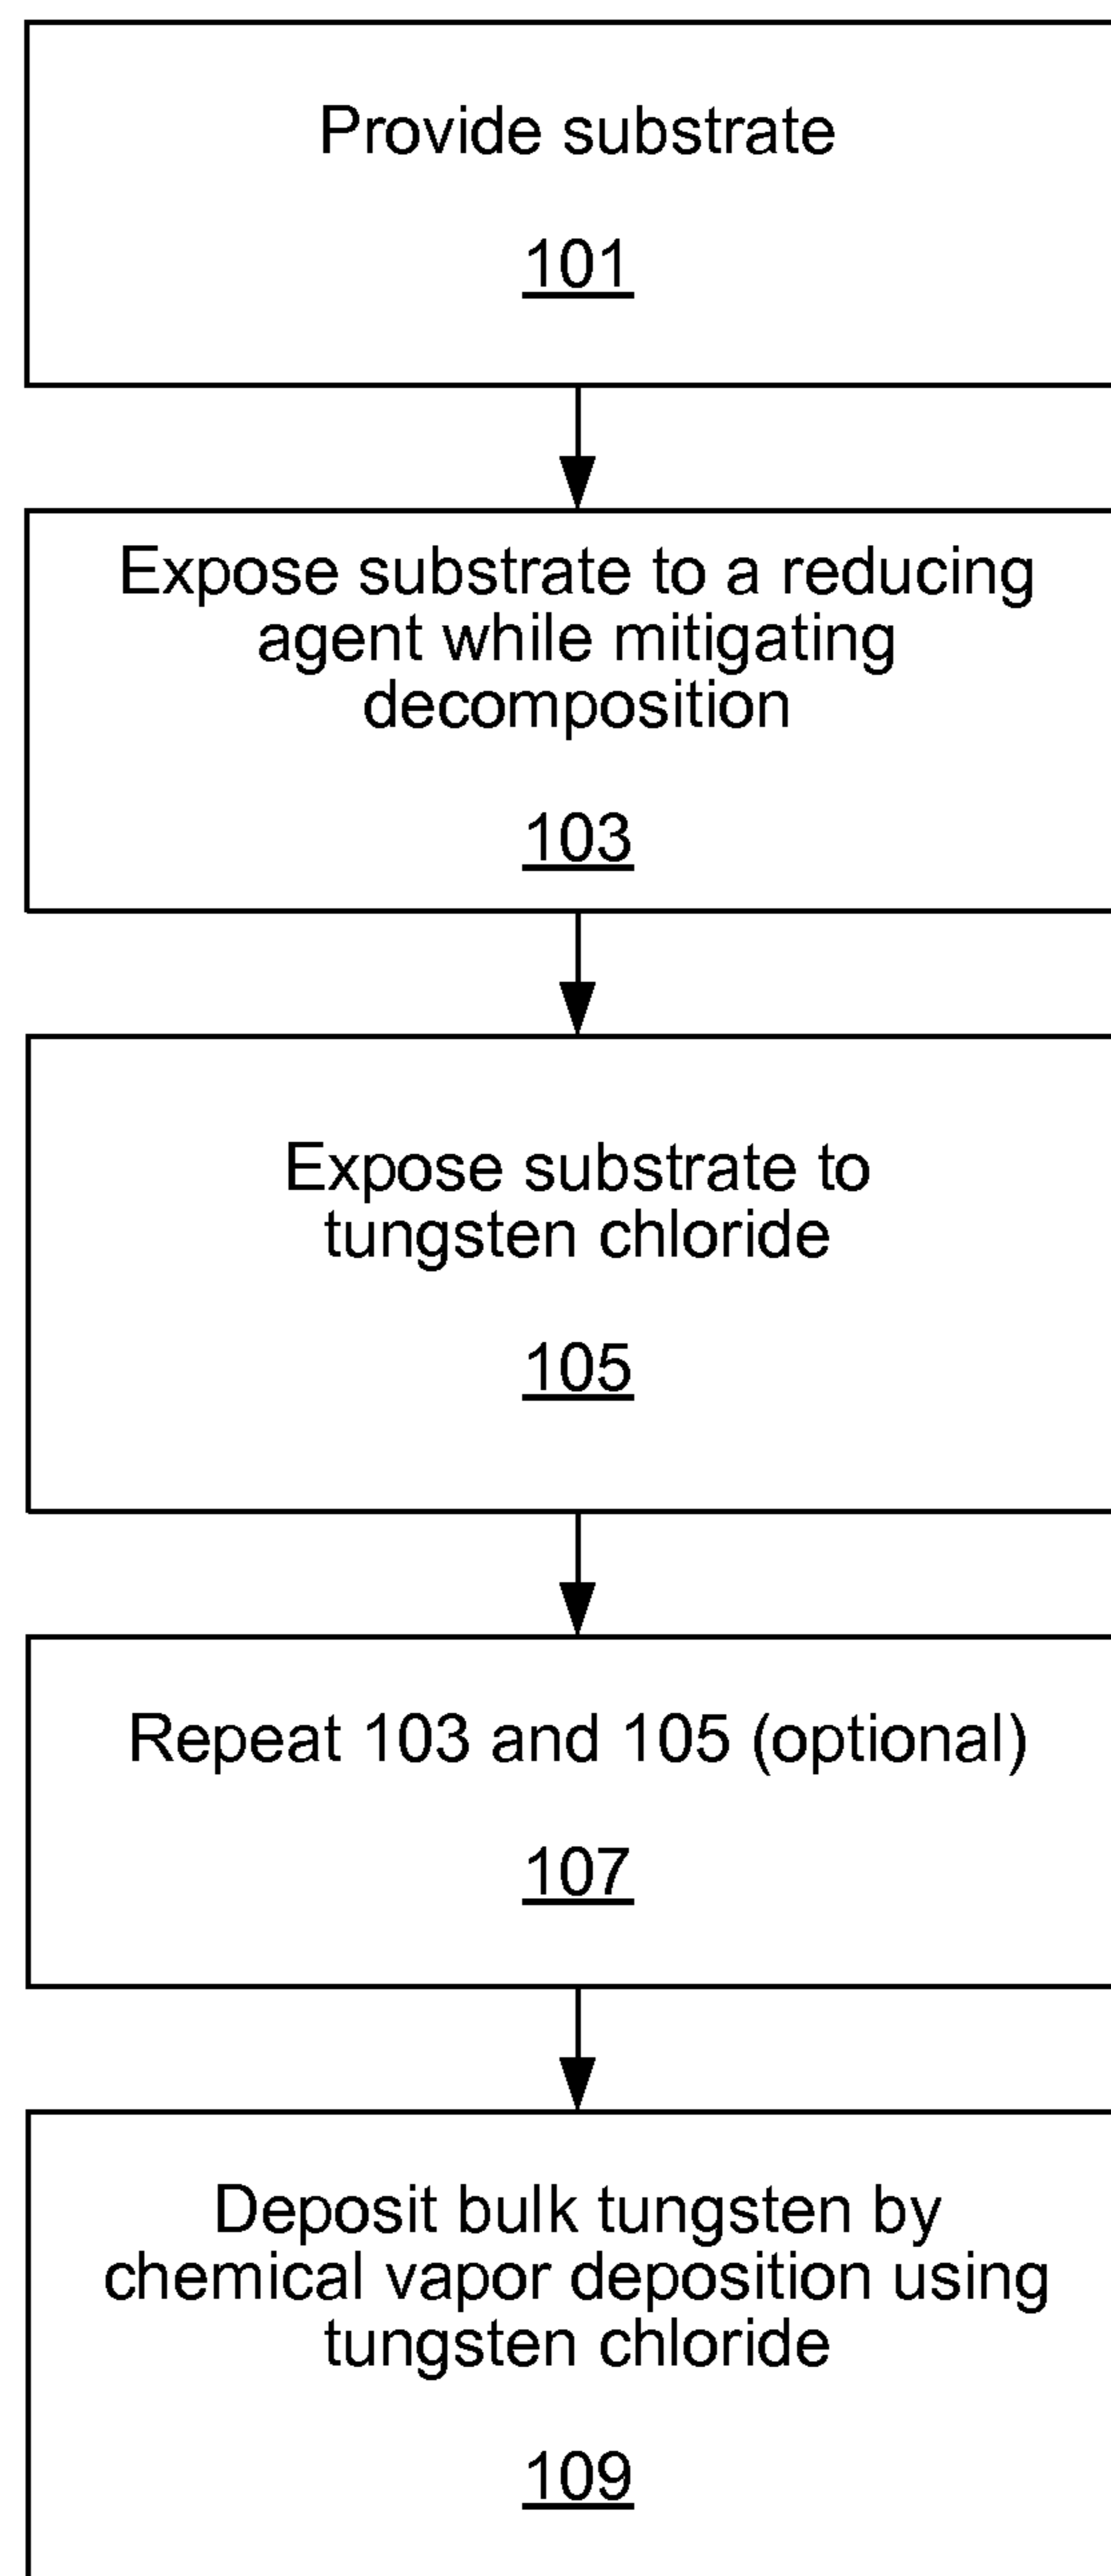 Provide substrate
101
Expose substrate to a reducing
agent while mitigating
decomposition
103
Expose substrate to
tungsten chloride
105
Repeat 103 and 105 (optional)
107
Deposit bulk tungsten by
chemical vapor deposition using
tungsten chloride
109